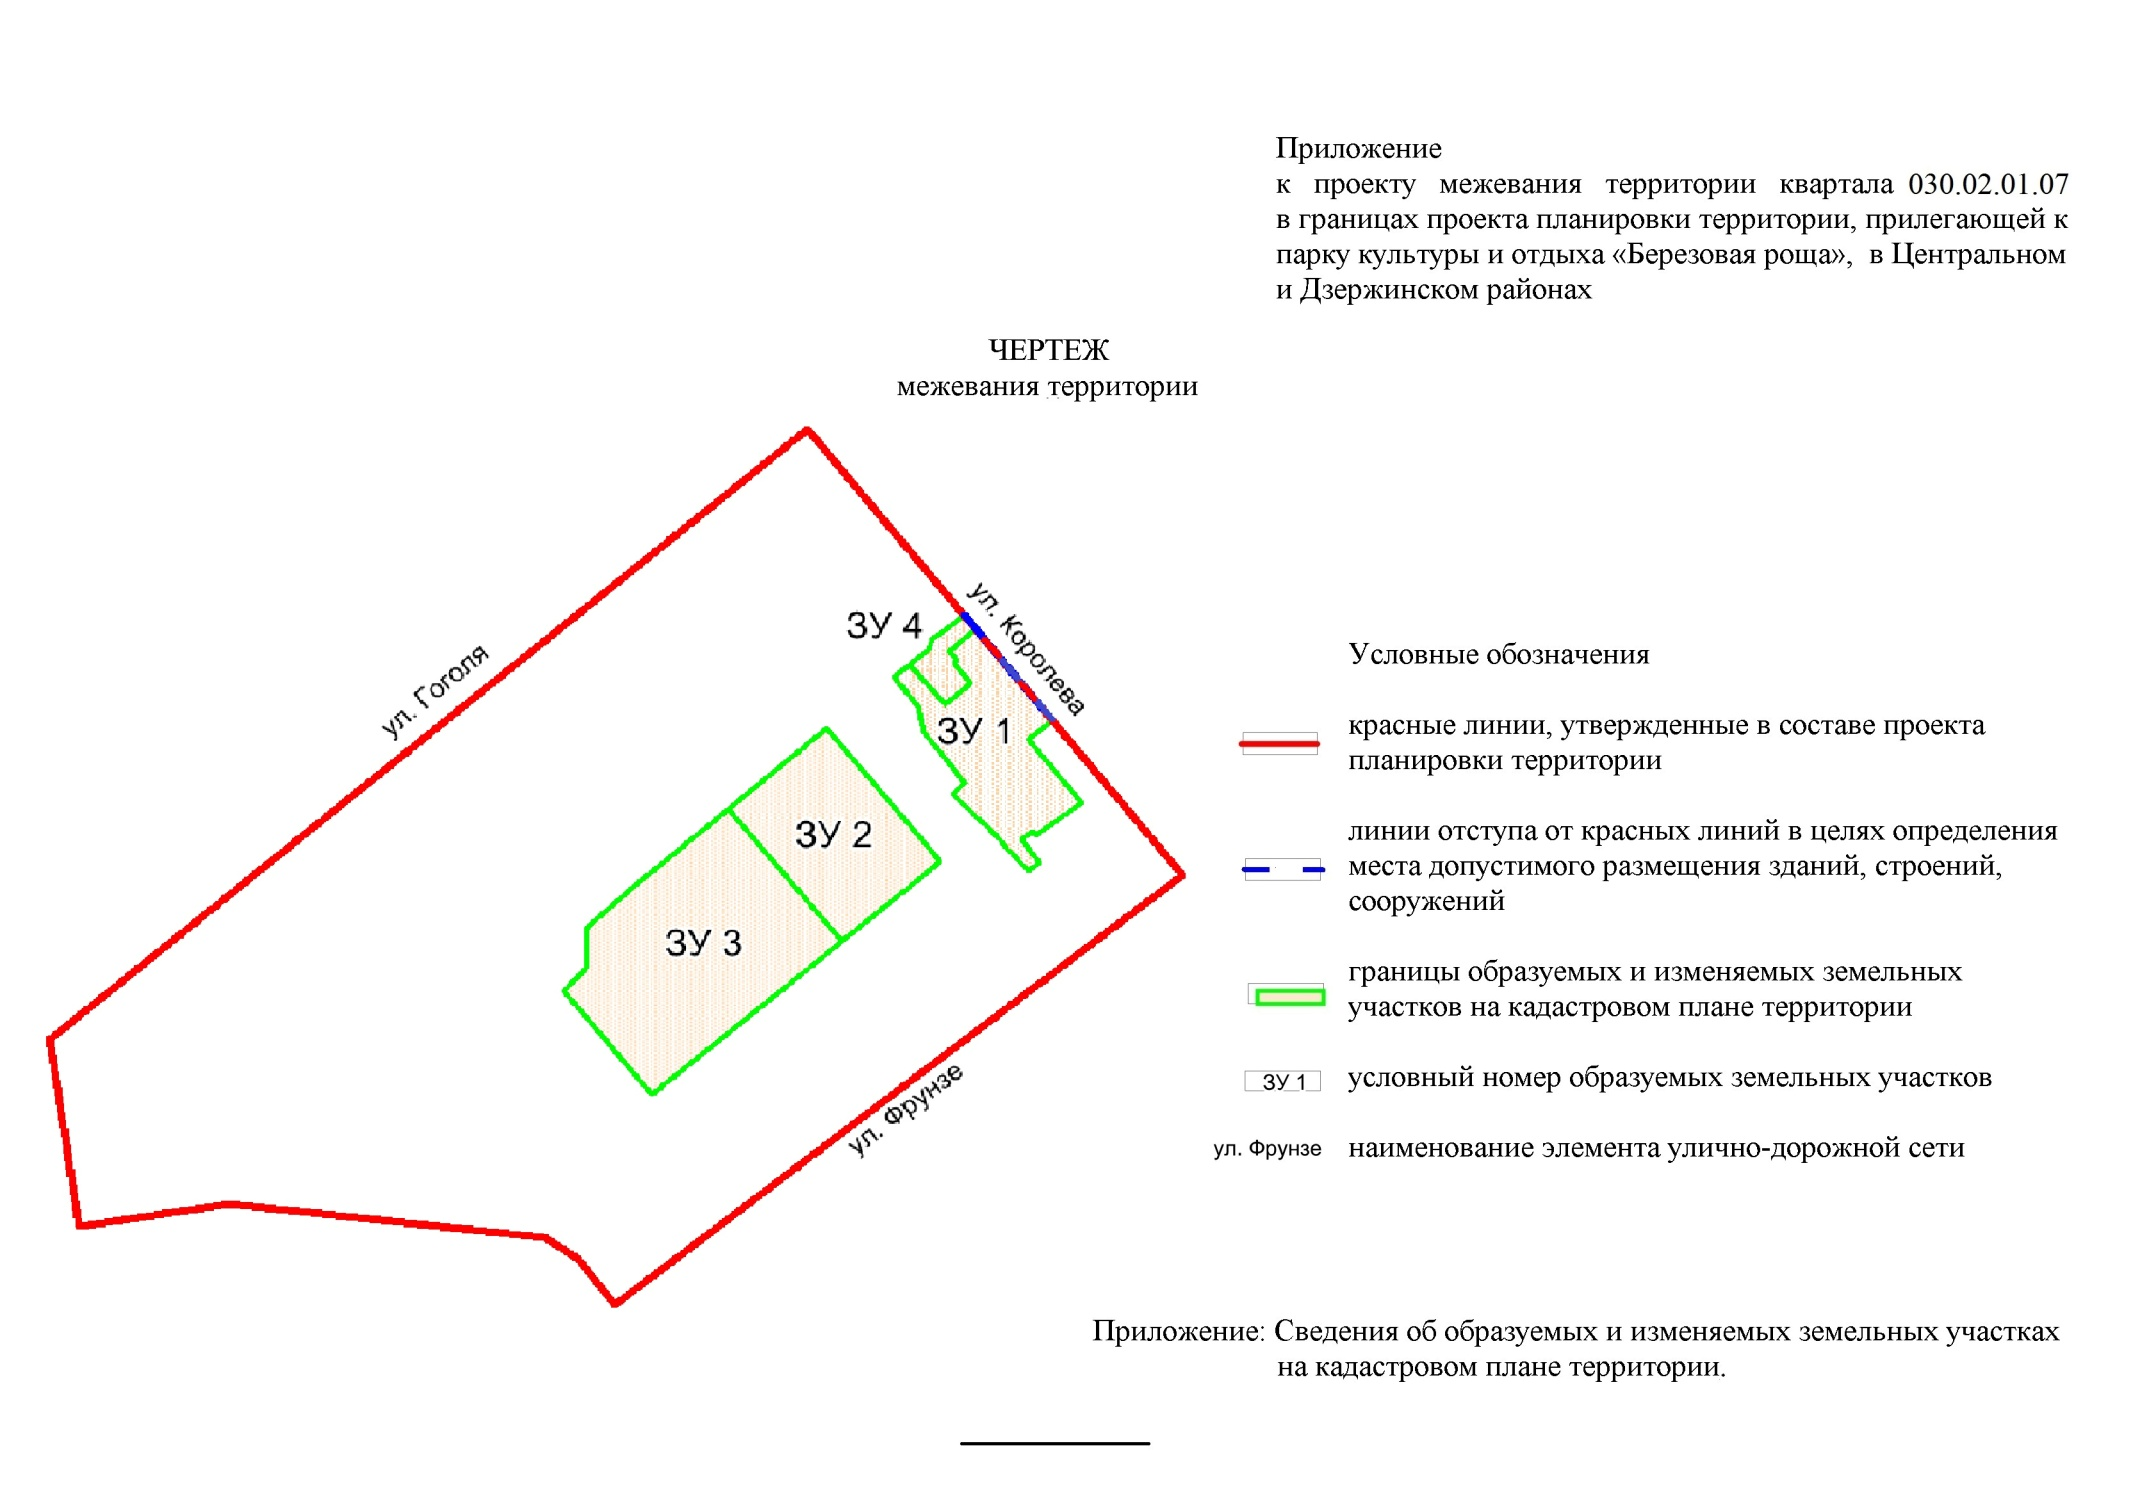 Приложение
к проекту межевания территории квартала 030.02.01.07
в границах проекта планировки территории, прилегающей к
парку культуры и отдыха «Березовая роща», в Центральном
и Дзержинском районах
ЧЕРТЕЖ
межевания территории
ул. Гоголя
ул. Королева
ЗУ 4
ЗУ 1
ЗУ 2
ЗУ 3
ул. Фрунзе
Условные обозначения
красные линии, утвержденные в составе проекта
планировки территории
линии отступа от красных линий в целях определения
места допустимого размещения зданий, строений,
сооружений
границы образуемых и изменяемых земельных
участков на кадастровом плане территории
ЗУ 1 условный номер образуемых земельных участков
ул. Фрунзе наименование элемента улично-дорожной сети
Приложение: Сведения об образуемых и изменяемых земельных участках
на кадастровом плане территории.